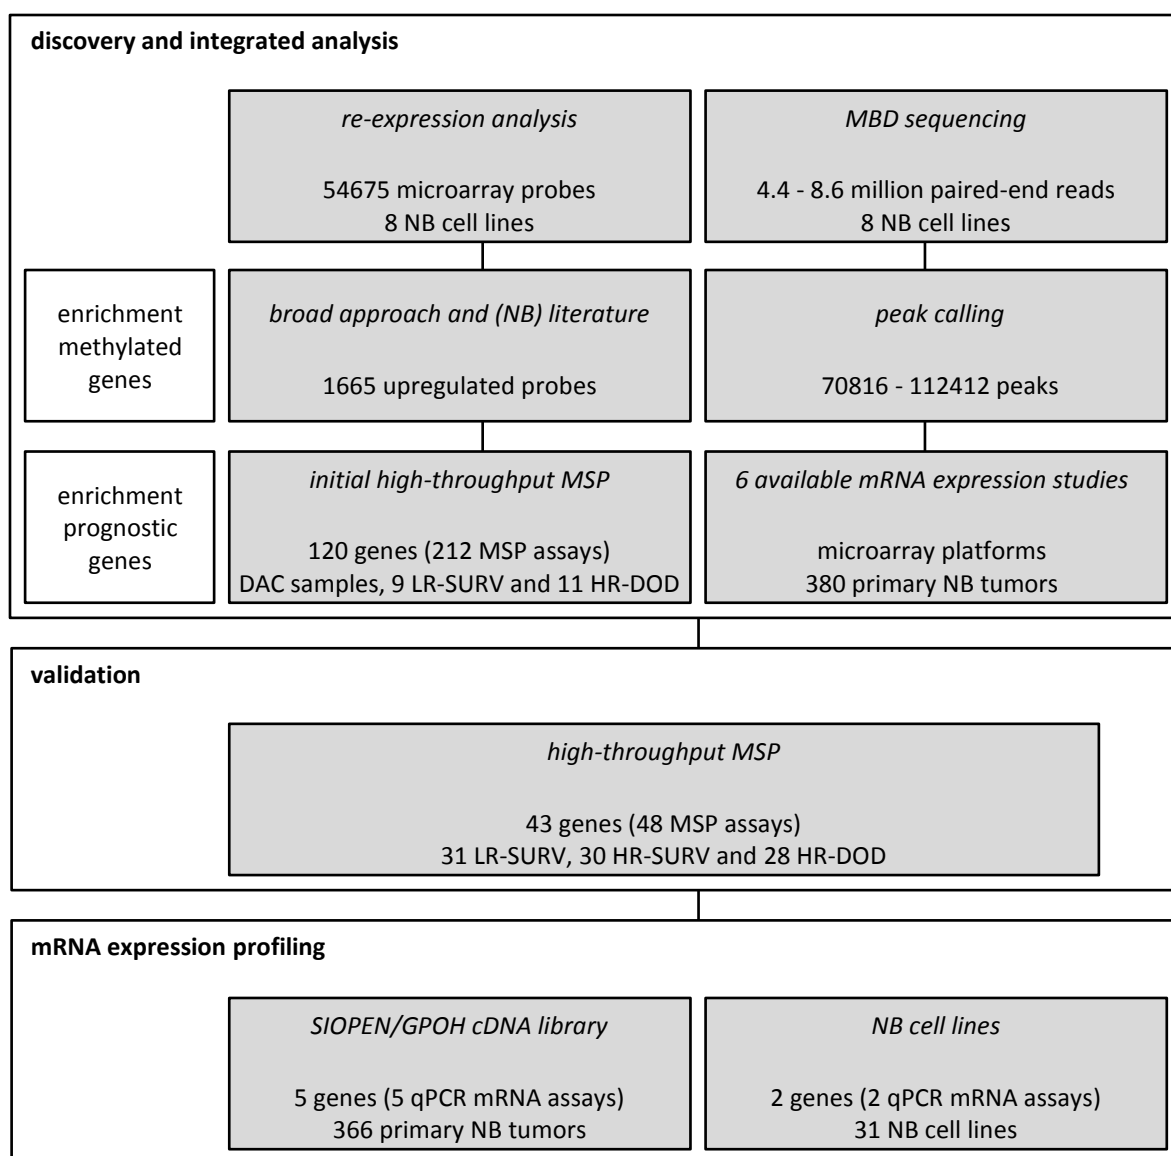 discovery and integrated analysis
re-expression analysis
54675 microarray probes
8 NB cell lines
MBD sequencing
4.4 - 8.6 million paired-end reads
8 NB cell lines
enrichment
methylated
genes
broad approach and (NB) literature
1665 upregulated probes
peak calling
70816 - 112412 peaks
enrichment
prognostic
genes
initial high-throughput MSP
120 genes (212 MSP assays)
DAC samples, 9 LR-SURV and 11 HR-DOD
6 available mRNA expression studies
microarray platforms
380 primary NB tumors
validation
high-throughput MSP
43 genes (48 MSP assays)
31 LR-SURV, 30 HR-SURV and 28 HR-DOD
mRNA expression profiling
SIOPEN/GPOH cDNA library
5 genes (5 qPCR mRNA assays)
366 primary NB tumors
NB cell lines
2 genes (2 qPCR mRNA assays)
31 NB cell lines